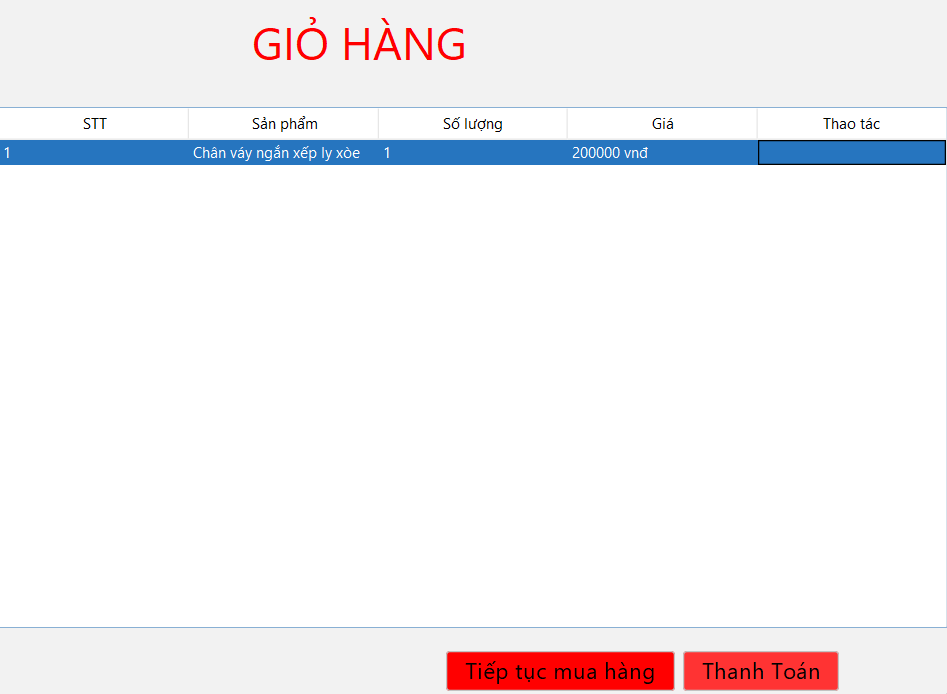 GIỎ HÀNG
STT Sản phẩm Số lượng Giá Thao tác
1 Chân váy ngắn xếp ly xòe 1 200000 vnđ
Tiếp tục mua hàng Thanh Toán